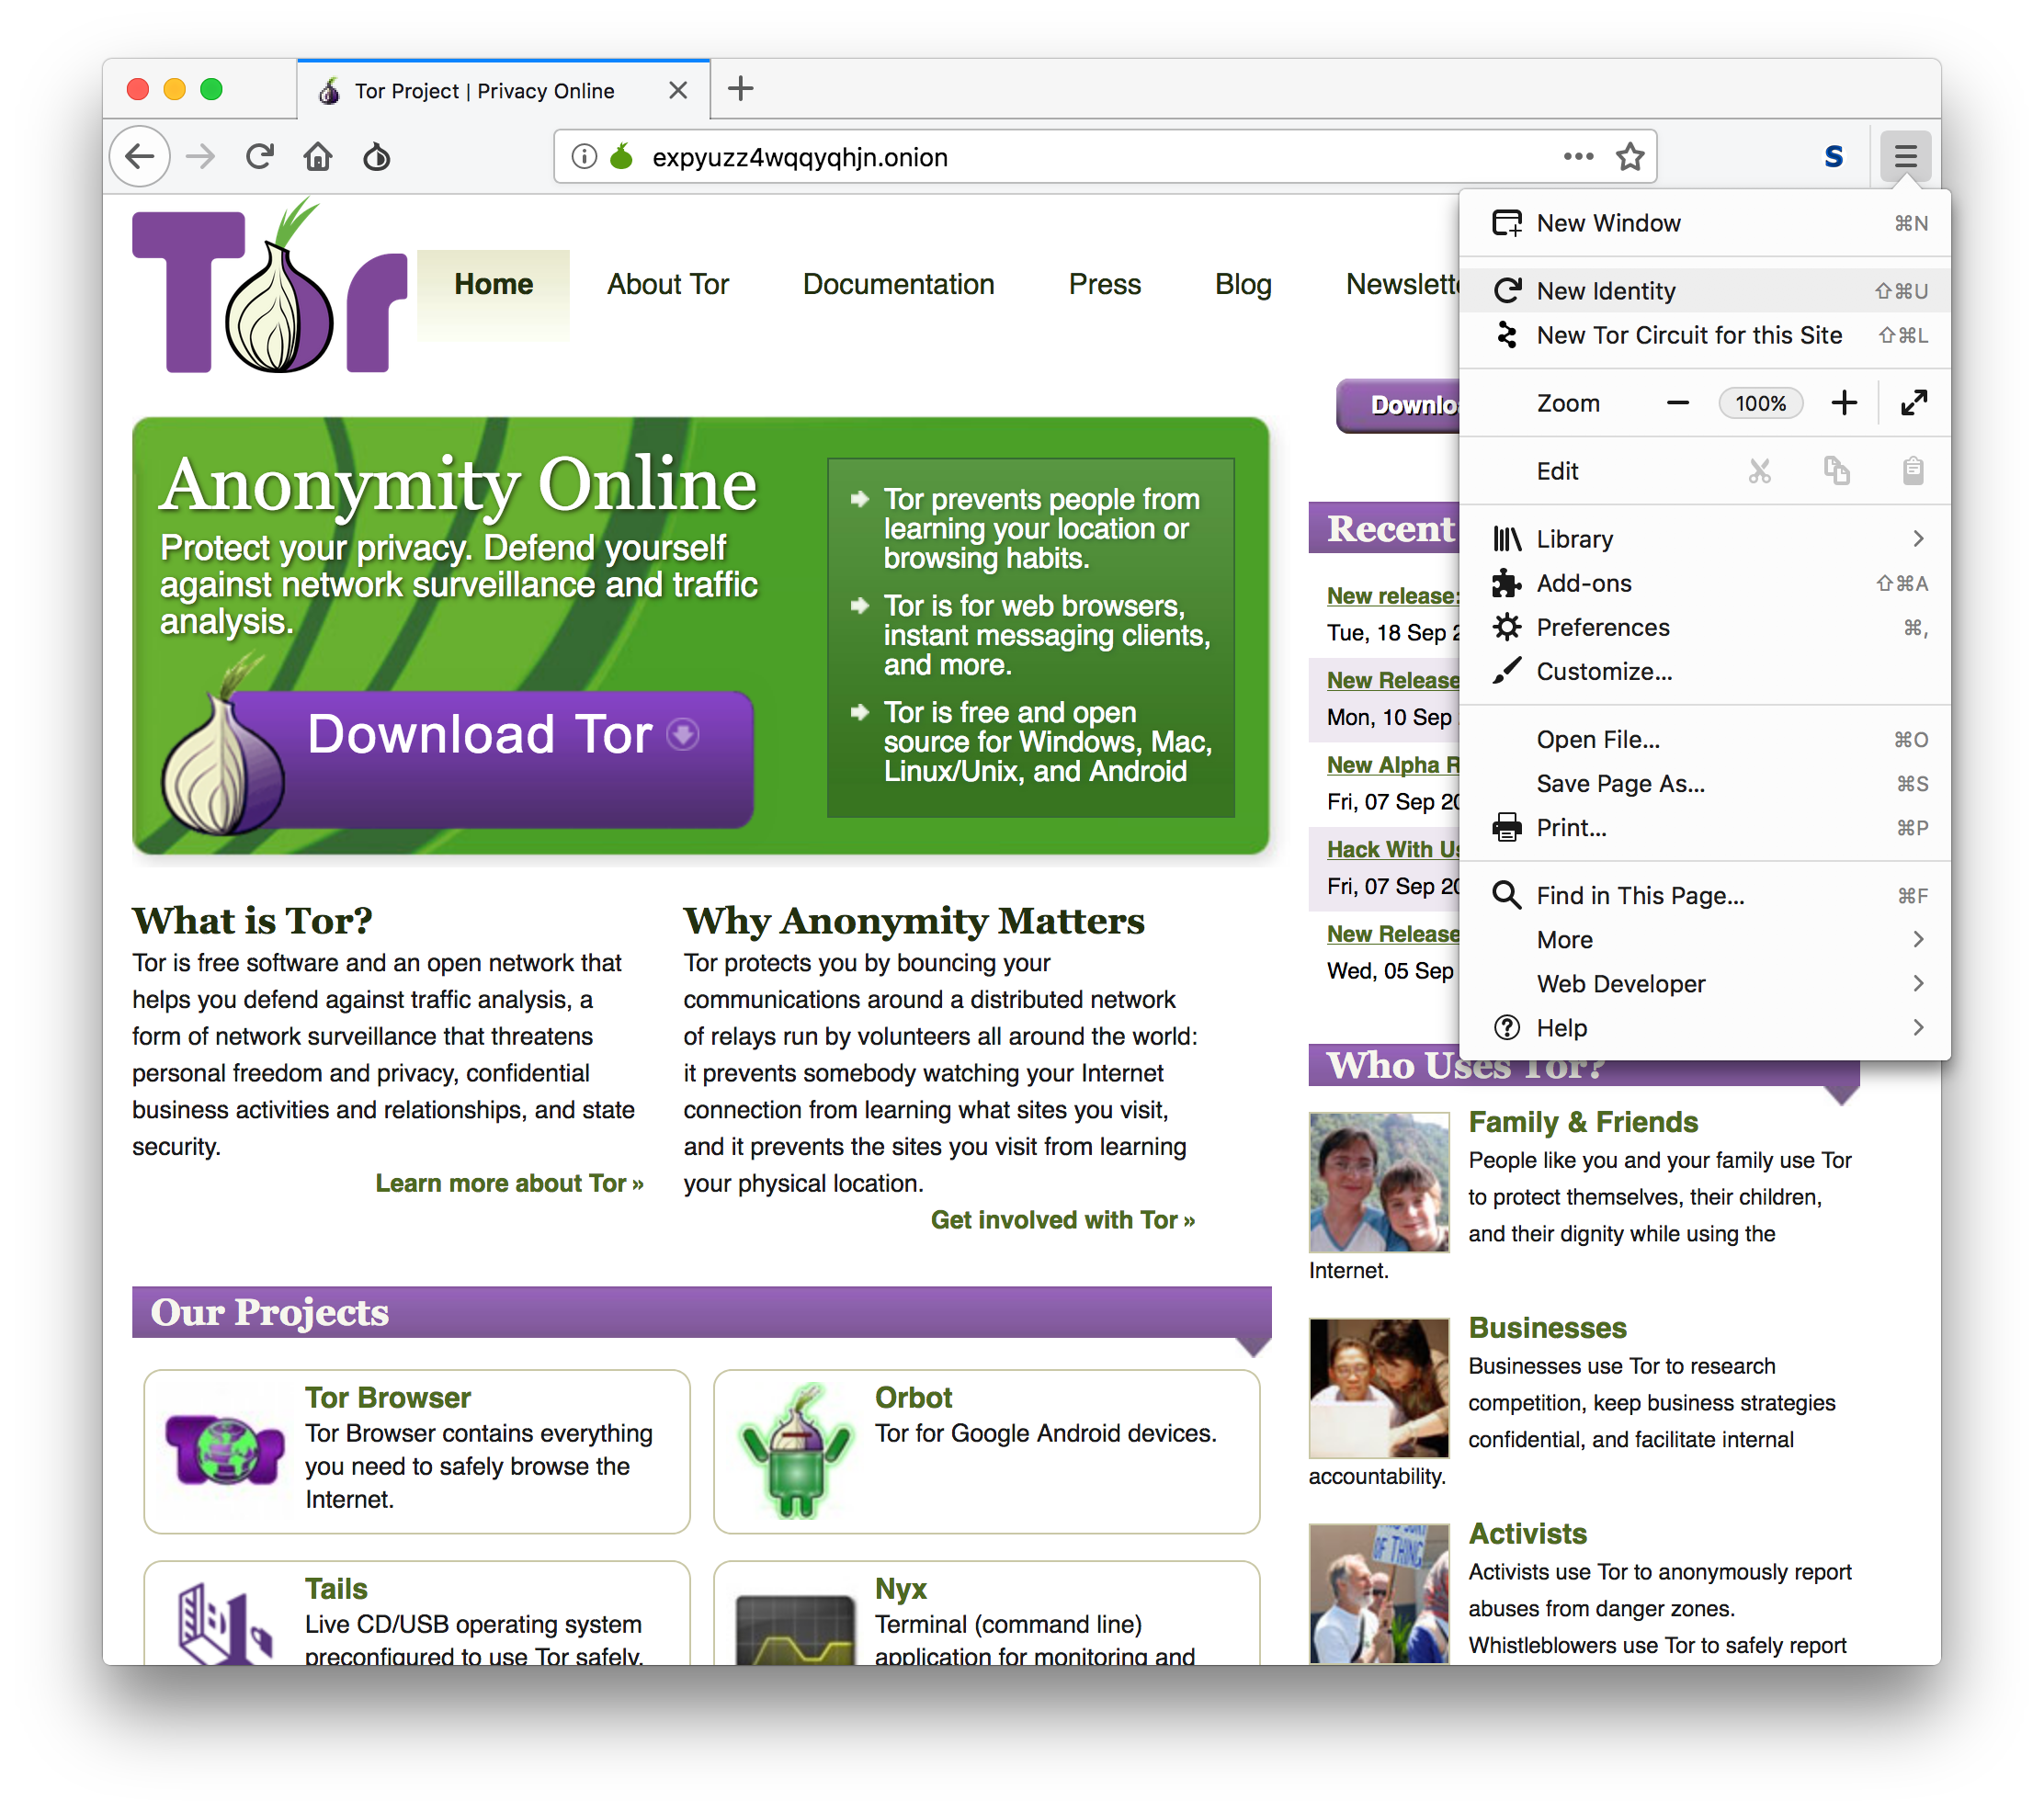 Tor Project | Privacy Online
expyuzz4wqqyqhjn.onion
S
Tor
Home
About Tor
Documentation
Press
Blog
New Window ⌘N
New Identity ⇧⌘U
New Tor Circuit for this Site ⇧⌘L
Zoom 100%
Edit
Library
Add-ons ⇧⌘A
Preferences ⌘,
Customize...
Open File... ⌘O
Save Page As... ⌘S
Print... ⌘P
Find in This Page... ⌘F
More
Web Developer
Help
Anonymity Online
Protect your privacy. Defend yourself
against network surveillance and traffic
analysis.
Download Tor
Tor prevents people from
learning your location or
browsing habits.
Tor is for web browsers,
instant messaging clients,
and more.
Tor is free and open
source for Windows, Mac,
Linux/Unix, and Android
What is Tor?
Tor is free software and an open network that
helps you defend against traffic analysis, a
form of network surveillance that threatens
personal freedom and privacy, confidential
business activities and relationships, and state
security.
Learn more about Tor »
Why Anonymity Matters
Tor protects you by bouncing your
communications around a distributed network
of relays run by volunteers all around the world:
it prevents somebody watching your Internet
connection from learning what sites you visit,
and it prevents the sites you visit from learning
your physical location.
Get involved with Tor »
Our Projects
Tor Browser
Tor Browser contains everything
you need to safely browse the
Internet.
Orbot
Tor for Google Android devices.
Tails
Live CD/USB operating system
preconfigured to use Tor safely.
Nyx
Terminal (command line)
application for monitoring and
Recent
New release:
Tue, 18 Sep
New Release
Mon, 10 Sep
New Alpha
Fri, 07 Sep
Hack With
Fri, 07 Sep
New Release
Wed, 05 Sep
Who Uses Tor?
Family & Friends
People like you and your family use Tor
to protect themselves, their children,
and their dignity while using the
Internet.
Businesses
Businesses use Tor to research
competition, keep business strategies
confidential, and facilitate internal
accountability.
OF THING
Activists
Activists use Tor to anonymously report
abuses from danger zones.
Whistleblowers use Tor to safely report